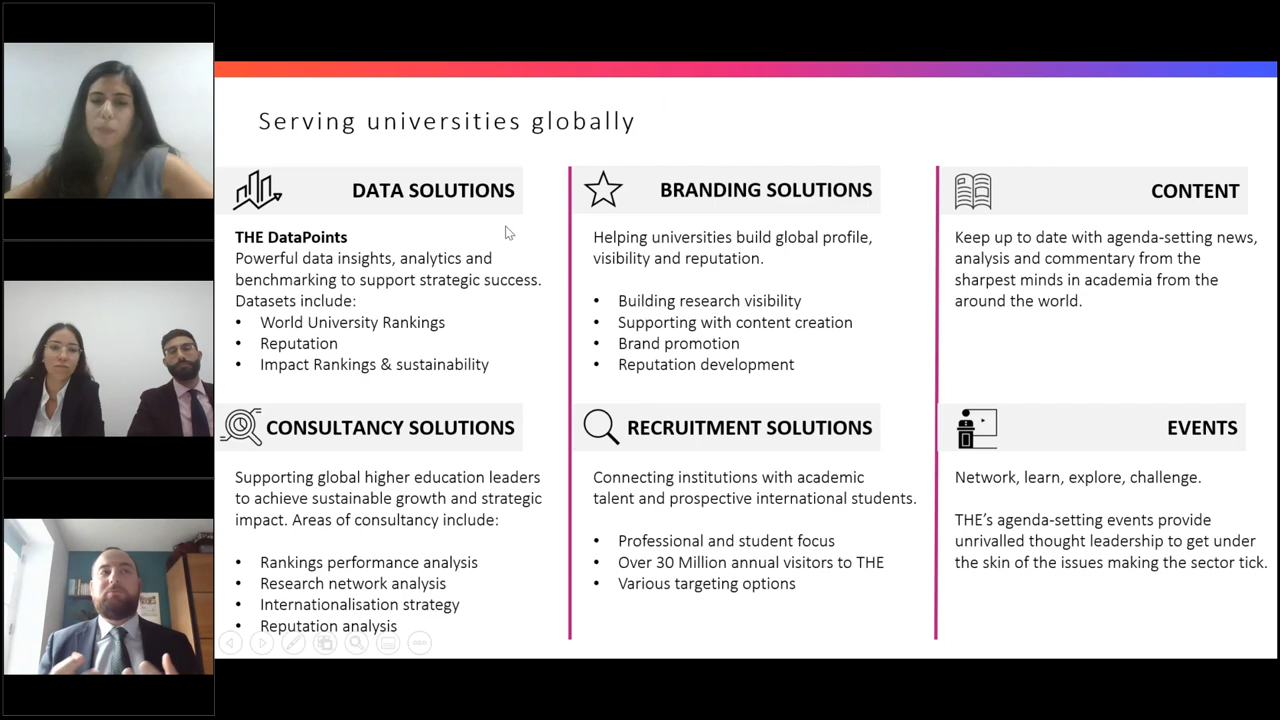 Serving universities globally
DATA SOLUTIONS
THE DataPoints
Powerful data insights, analytics and
benchmarking to support strategic success.
Datasets include:
• World University Rankings
• Reputation
• Impact Rankings & sustainability
BRANDING SOLUTIONS
Helping universities build global profile,
visibility and reputation.
• Building research visibility
• Supporting with content creation
• Brand promotion
• Reputation development
CONTENT
Keep up to date with agenda-setting news,
analysis and commentary from the
sharpest minds in academia from the
around the world.
CONSULTANCY SOLUTIONS
Supporting global higher education leaders
to achieve sustainable growth and strategic
impact. Areas of consultancy include:
• Rankings performance analysis
• Research network analysis
• Internationalisation strategy
• Reputation analysis
RECRUITMENT SOLUTIONS
Connecting institutions with academic
talent and prospective international students.
• Professional and student focus
• Over 30 Million annual visitors to THE
• Various targeting options
EVENTS
Network, learn, explore, challenge.
THE's agenda-setting events provide
unrivalled thought leadership to get under
the skin of the issues making the sector tick.